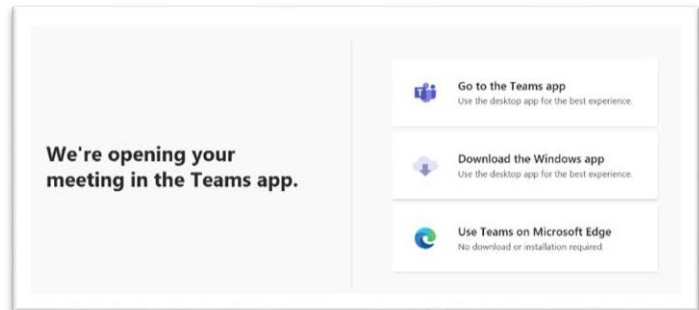 We're opening your
meeting in the Teams app.
Go to the Teams app
Use the desktop app for the best experience.
Download the Windows app
Use the desktop app for the best experience.
Use Teams on Microsoft Edge
No download or installation required.